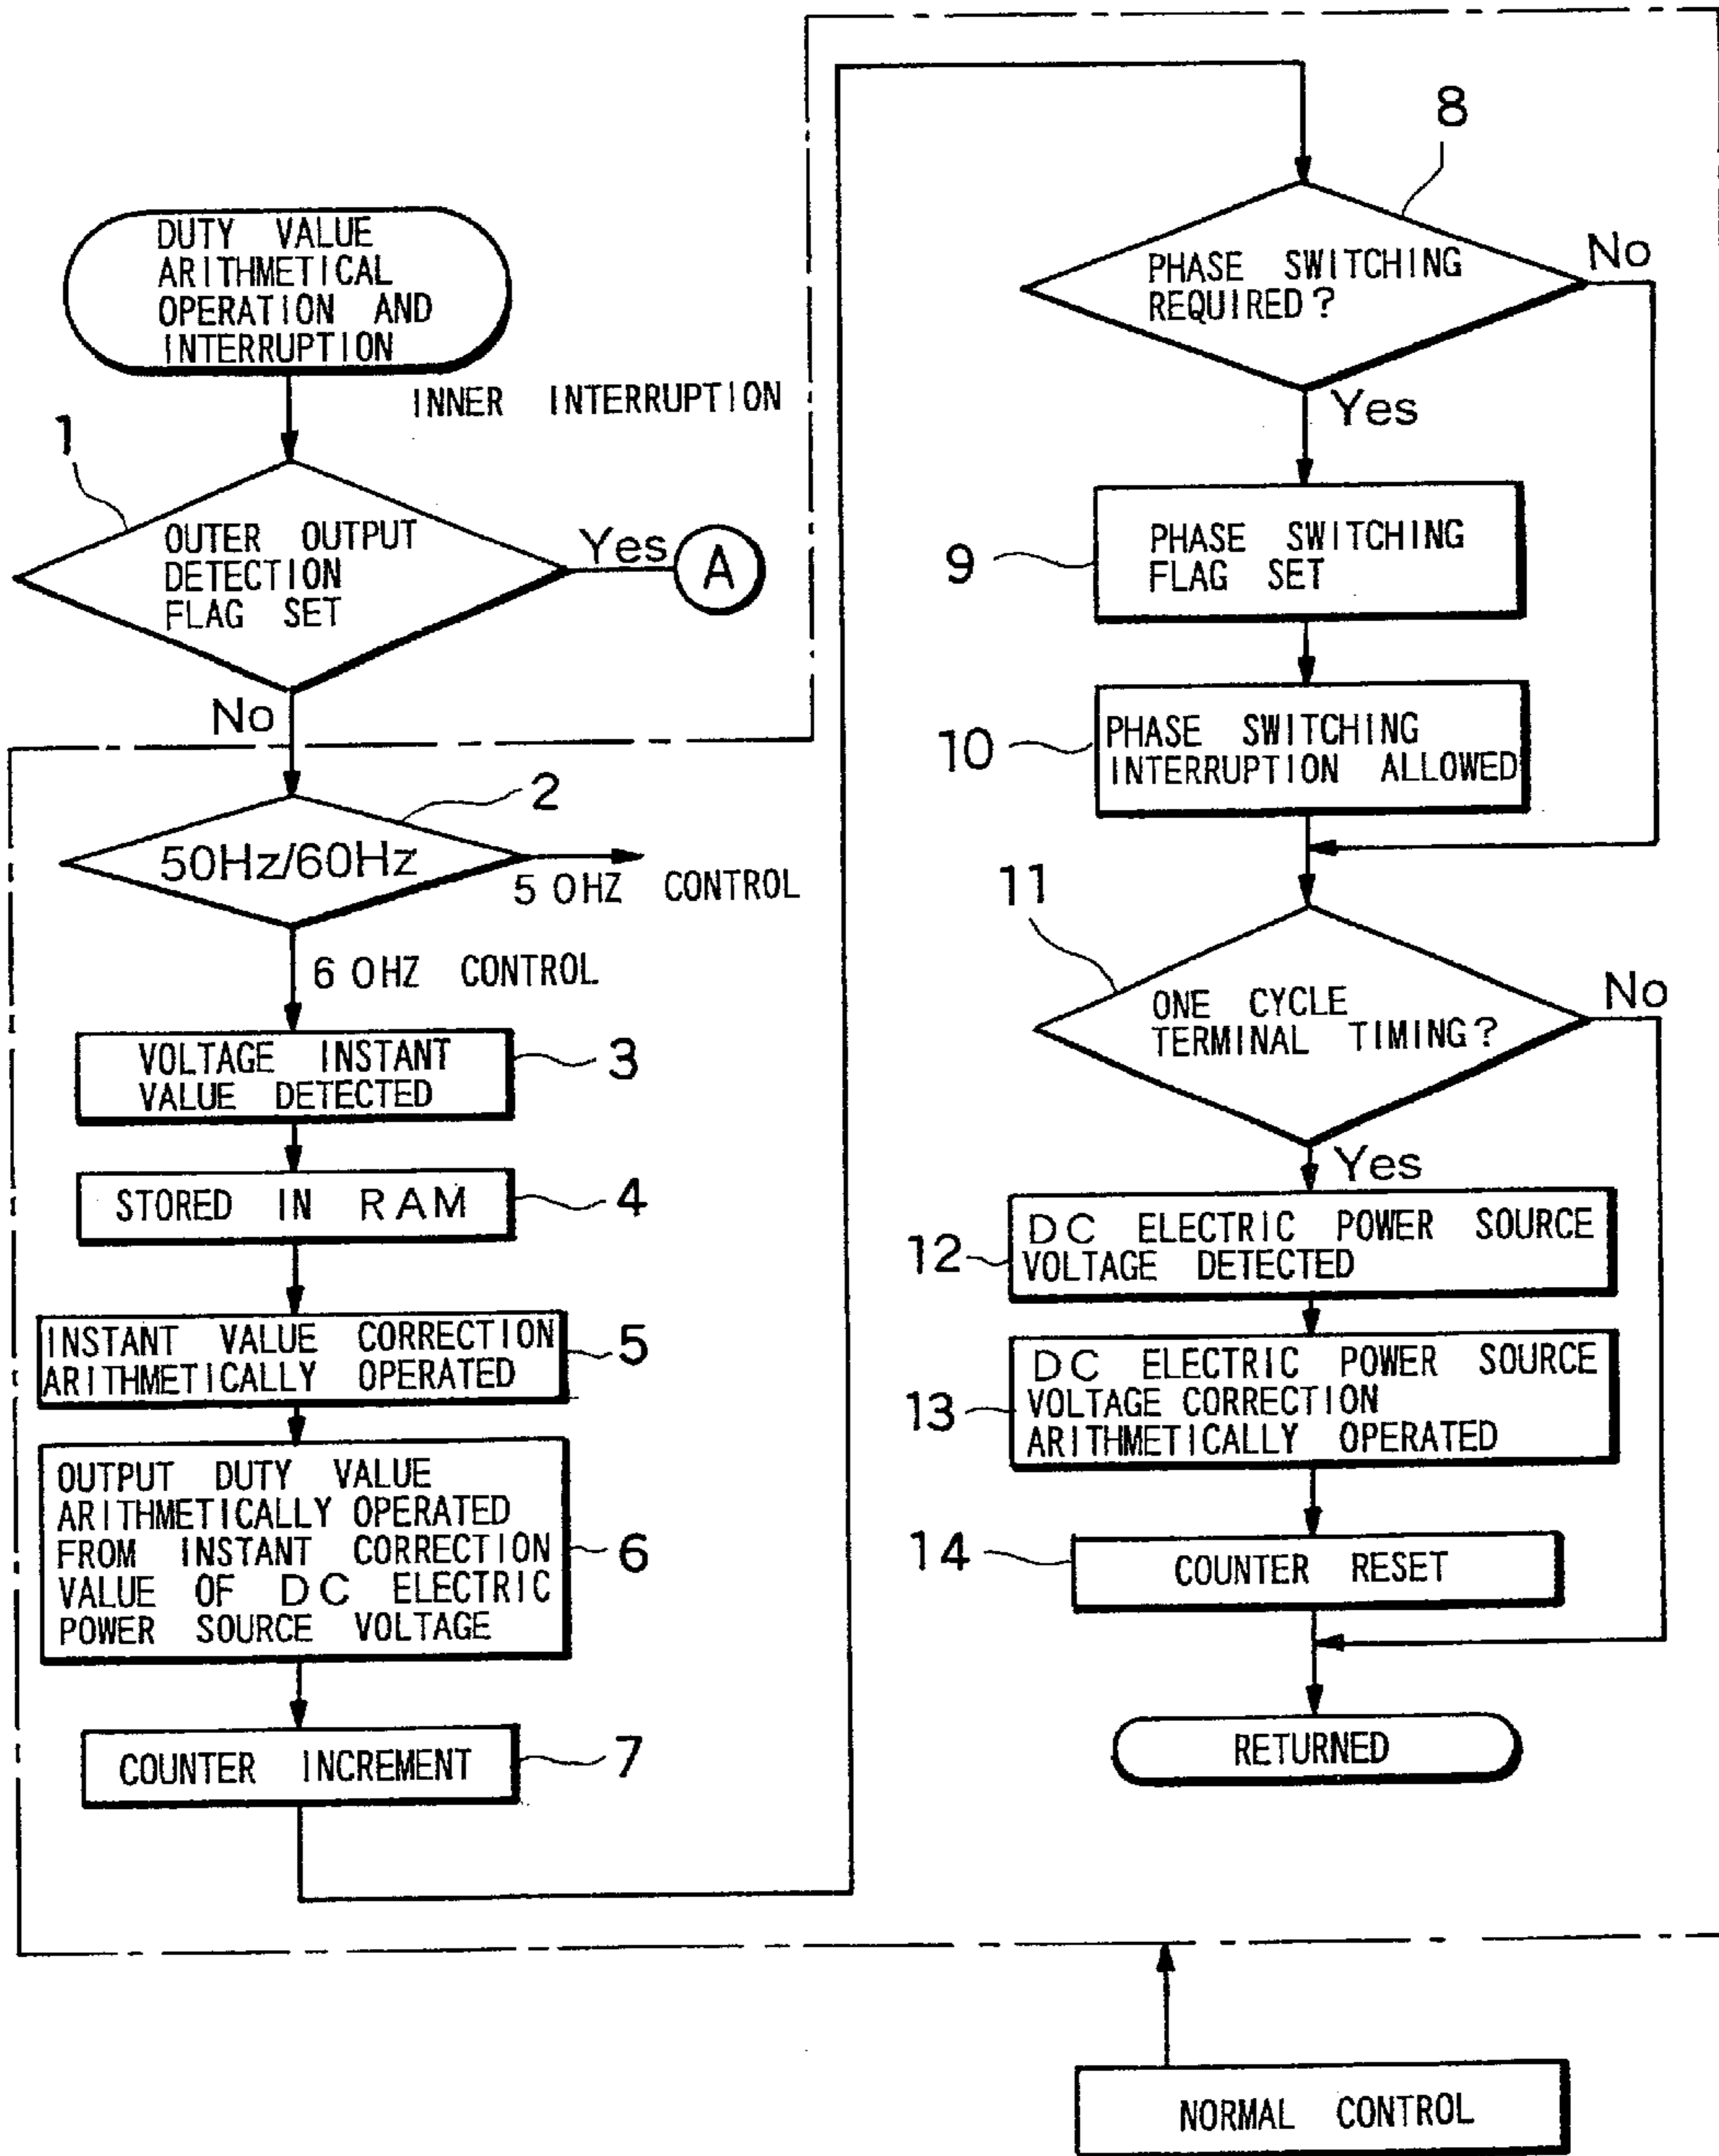 DUTY VALUE
ARITHMETICAL
OPERATION AND
INTERRUPTION
INNER INTERRUPTION
1
OUTER OUTPUT
DETECTION
FLAG SET
Yes
A
No
2
50Hz/60Hz
50HZ CONTROL
60HZ CONTROL
VOLTAGE INSTANT
VALUE DETECTED
3
STORED IN RAM
4
INSTANT VALUE CORRECTION
ARITHMETICALLY OPERATED
5
OUTPUT DUTY VALUE
ARITHMETICALLY OPERATED
FROM INSTANT CORRECTION
VALUE OF DC ELECTRIC
POWER SOURCE VOLTAGE
6
COUNTER INCREMENT
7
8
PHASE SWITCHING
REQUIRED?
No
Yes
9
PHASE SWITCHING
FLAG SET
10
PHASE SWITCHING
INTERRUPTION ALLOWED
11
ONE CYCLE
TERMINAL TIMING?
No
Yes
12
DC ELECTRIC POWER SOURCE
VOLTAGE DETECTED
13
DC ELECTRIC POWER SOURCE
VOLTAGE CORRECTION
ARITHMETICALLY OPERATED
14
COUNTER RESET
RETURNED
NORMAL CONTROL